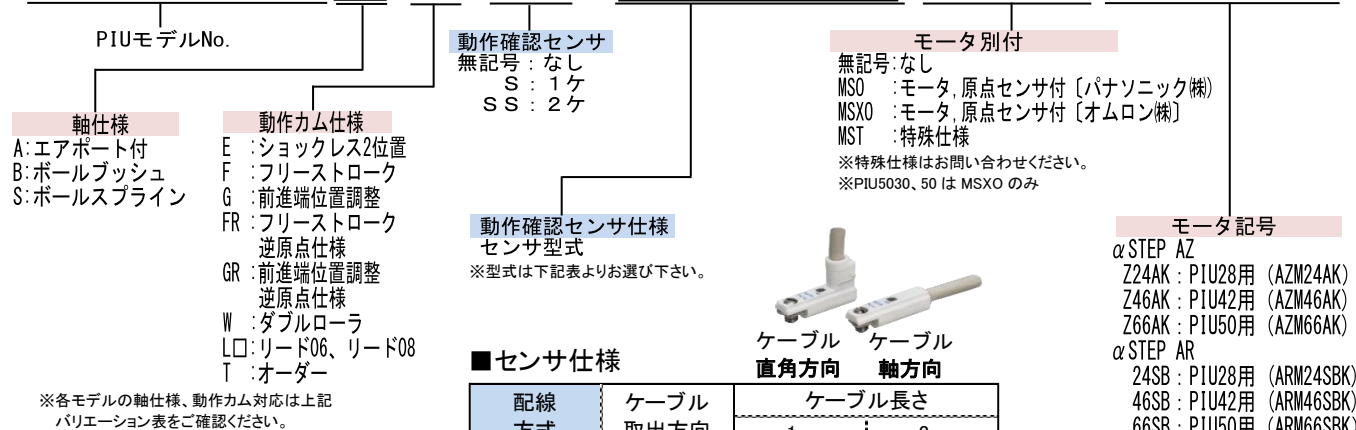 PIUモデルNo.
軸仕様
A:エアポート付
B:ボールブッシュ
S:ボールスプライン
動作カム仕様
E :ショックレス2位置
F :フリーストローク
G :前進端位置調整
FR :フリーストローク
逆原点仕様
GR :前進端位置調整
逆原点仕様
W :ダブルローラ
L□:リード06、リード08
T :オーダー
※各モデルの軸仕様、動作カム対応は上記
バリエーション表をご確認ください。
動作確認センサ
無記号：なし
S：1ケ
SS：2ケ
動作確認センサ仕様
センサ型式
※型式は下記表よりお選び下さい。
モータ別付
無記号:なし
MSO :モータ,原点センサ付〔パナソニック㈱〕
MSXO :モータ,原点センサ付〔オムロン㈱〕
MST :特殊仕様
※特殊仕様はお問い合わせください。
※PIU5030、50 は MSXO のみ
ケーブル
直角方向
ケーブル
軸方向
■センサ仕様
配線
ケーブル
ケーブル長さ
方式
取出方向
モータ記号
αSTEP AZ
Z24AK：PIU28用 (AZM24AK)
Z46AK：PIU42用 (AZM46AK)
Z66AK：PIU50用 (AZM66AK)
αSTEP AR
24SB：PIU28用 (ARM24SBK)
46SB：PIU42用 (ARM46SBK)
66SB：PIU50用 (ARM66SBK)